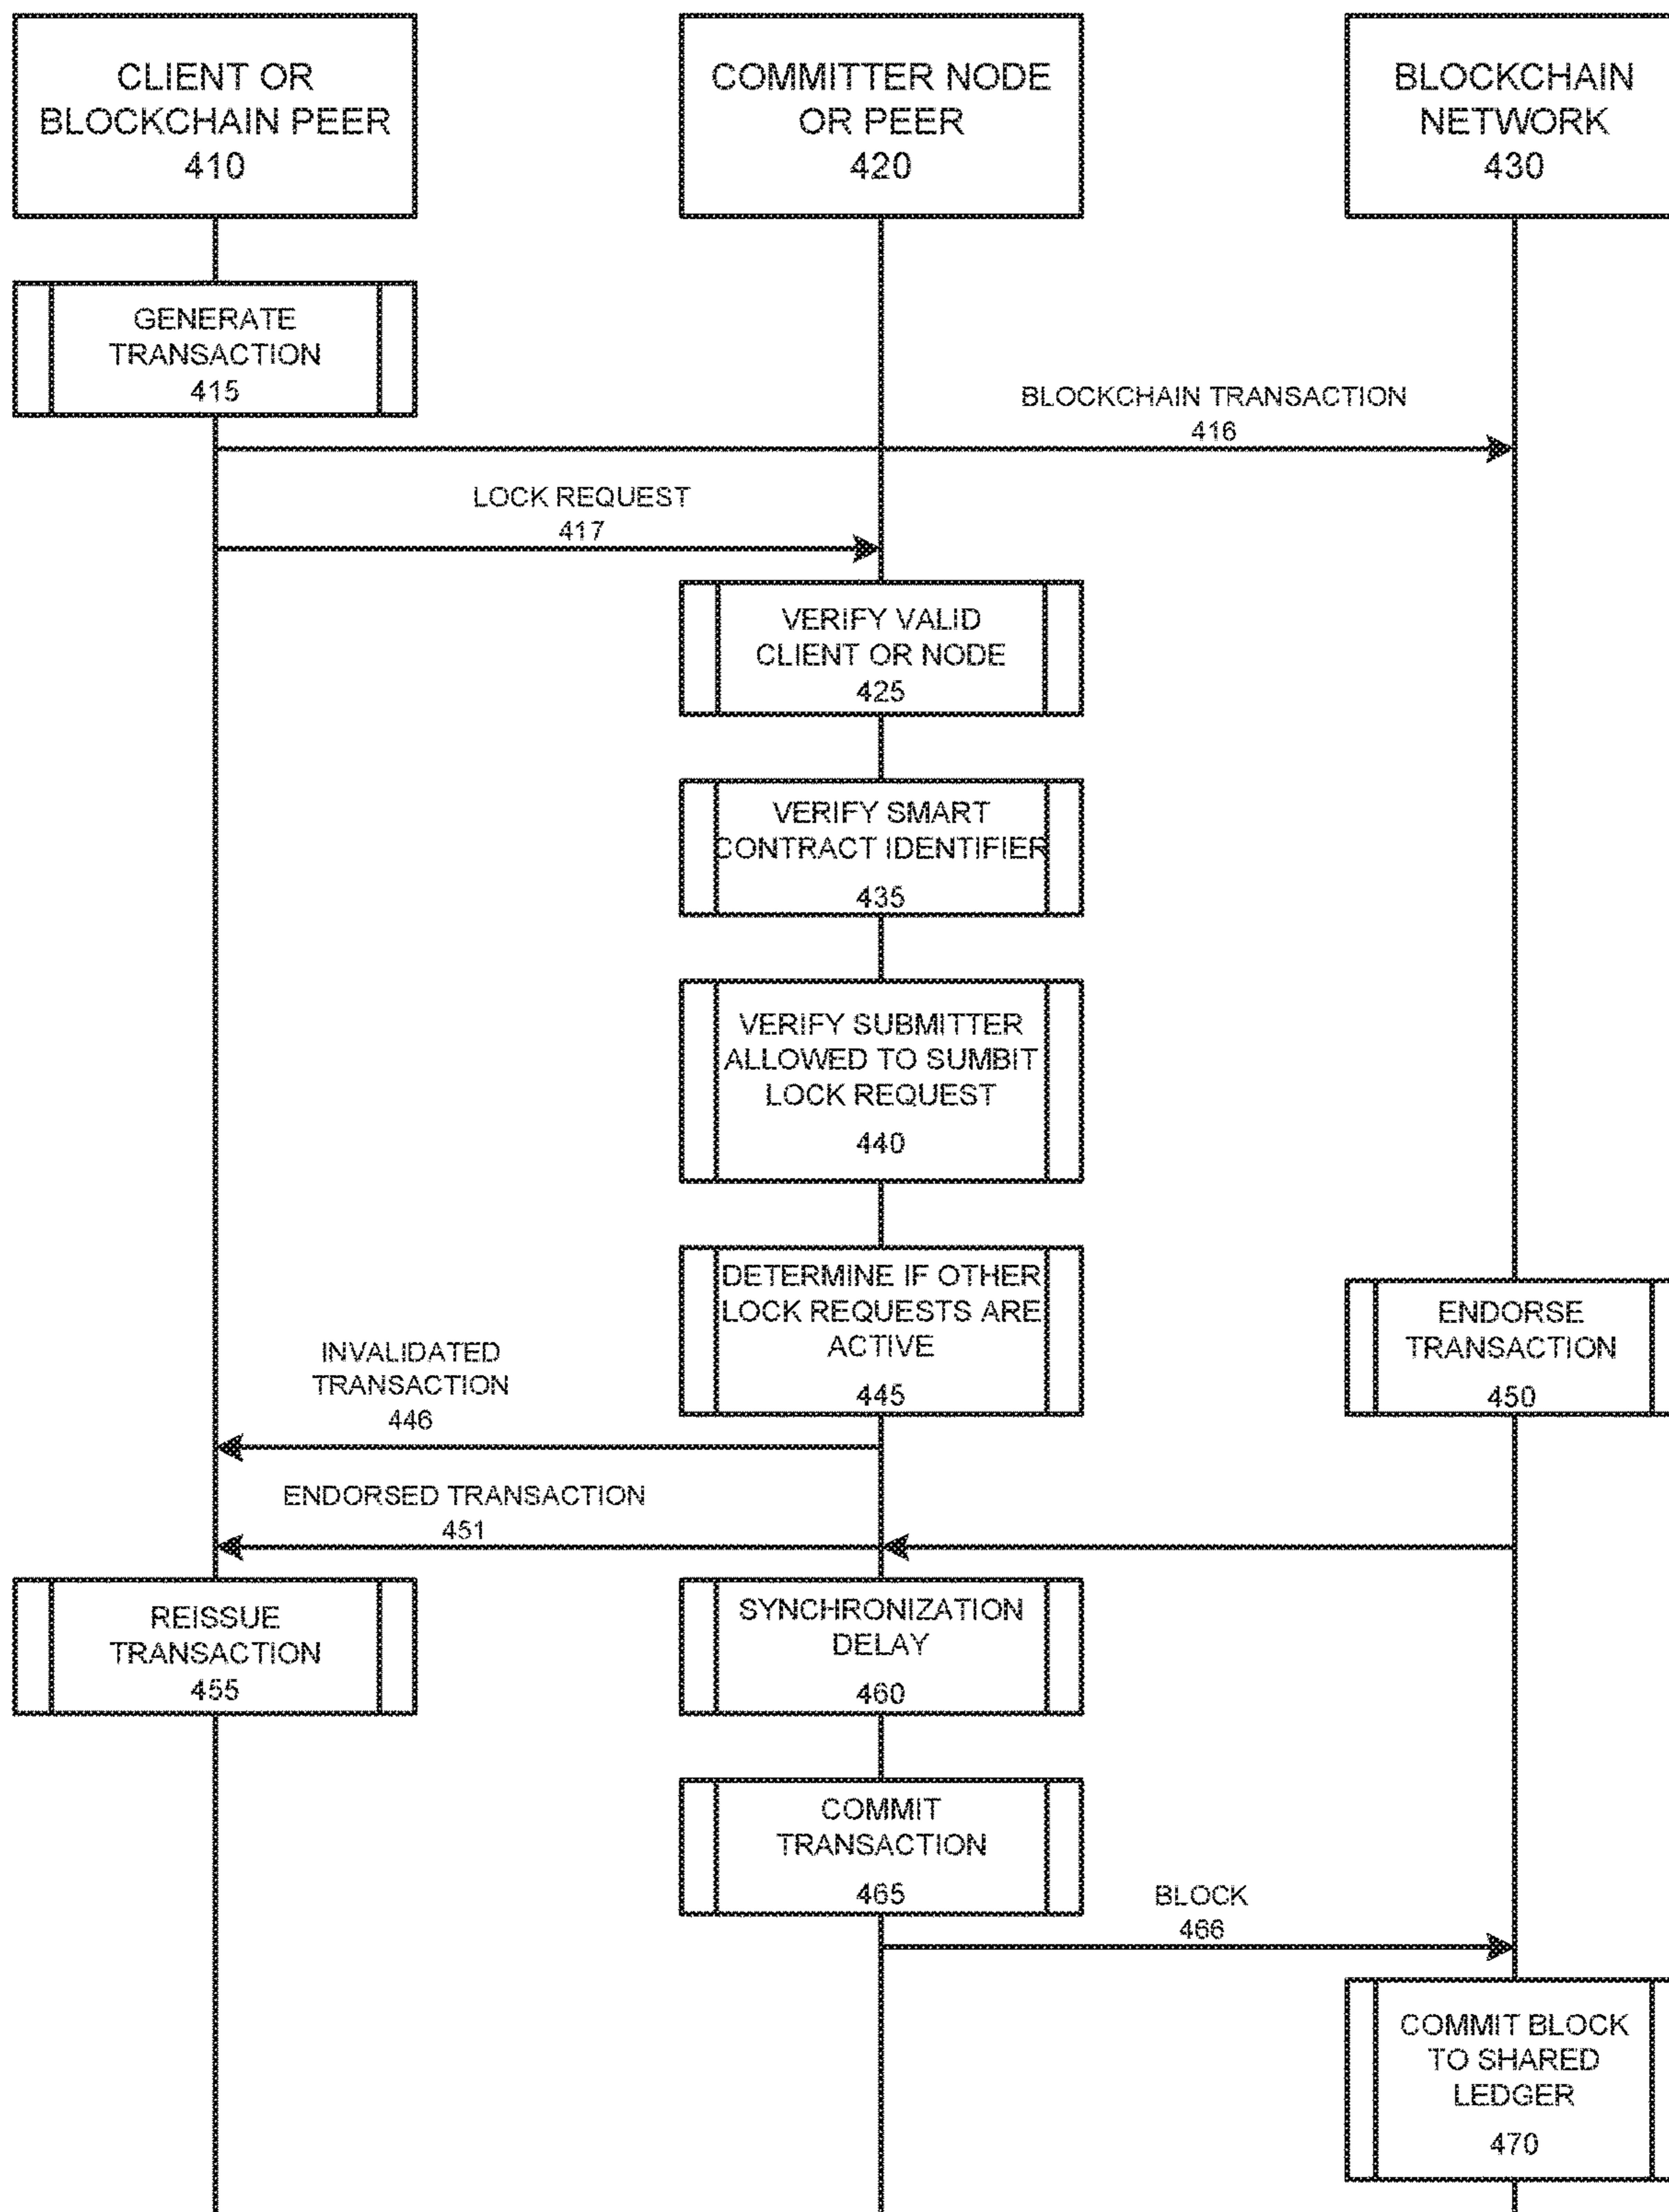 CLIENT OR
BLOCKCHAIN PEER
410
COMMITTER NODE
OR PEER
420
BLOCKCHAIN
NETWORK
430
GENERATE
TRANSACTION
415
BLOCKCHAIN TRANSACTION
416
LOCK REQUEST
417
VERIFY VALID
CLIENT OR NODE
425
VERIFY SMART
CONTRACT IDENTIFIER
435
VERIFY SUBMITTER
ALLOWED TO SUMBIT
LOCK REQUEST
440
DETERMINE IF OTHER
LOCK REQUESTS ARE
ACTIVE
445
ENDORSE
TRANSACTION
450
INVALIDATED
TRANSACTION
446
ENDORSED TRANSACTION
451
REISSUE
TRANSACTION
455
SYNCHRONIZATION
DELAY
460
COMMIT
TRANSACTION
465
BLOCK
466
COMMIT BLOCK
TO SHARED
LEDGER
470